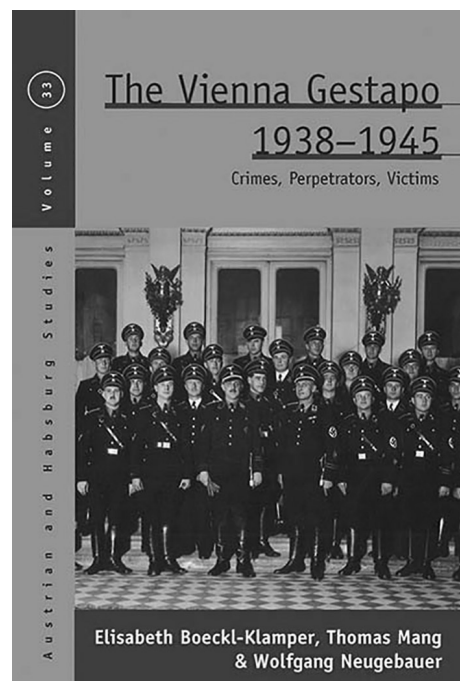 Austrian and Habsburg Studies Volume 33
The Vienna Gestapo
1938–1945
Crimes, Perpetrators, Victims
Elisabeth Boeckl-Klamper, Thomas Mang
& Wolfgang Neugebauer